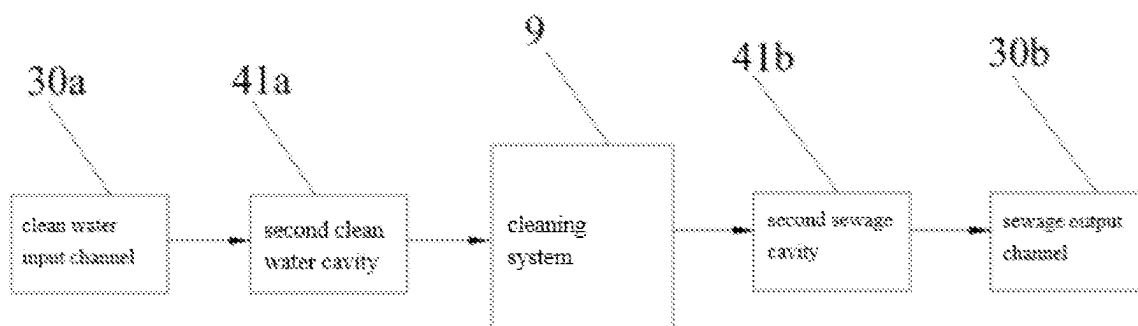 30a
41a
9
41b
30b
clean water
input channel
second clean
water cavity
cleaning
system
second sewage
cavity
sewage output
channel